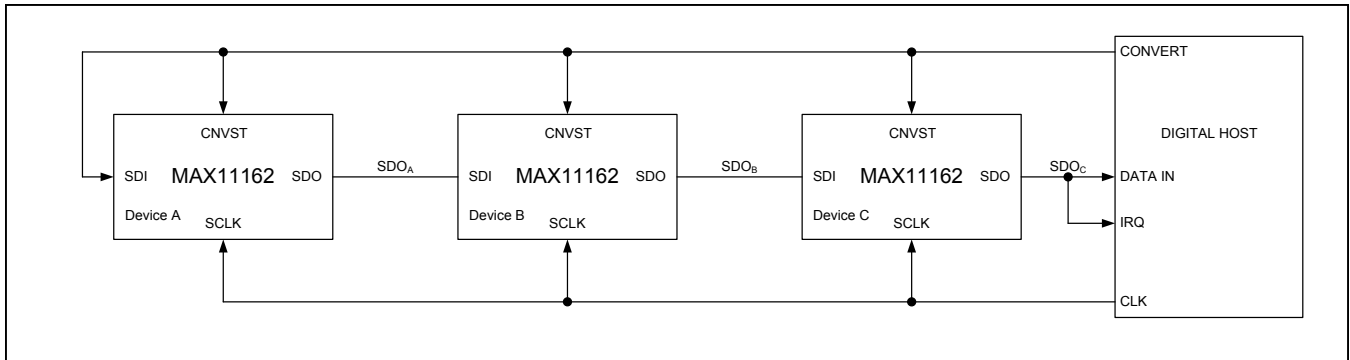 CONVERT
CNVST
CNVST
CNVST
DIGITAL HOST
SDI
MAX11162
SDO
SDOA
SDI
MAX11162
SDO
SDOB
SDI
MAX11162
SDO
SDOC
DATA IN
Device A
SCLK
Device B
SCLK
Device C
SCLK
IRQ
CLK